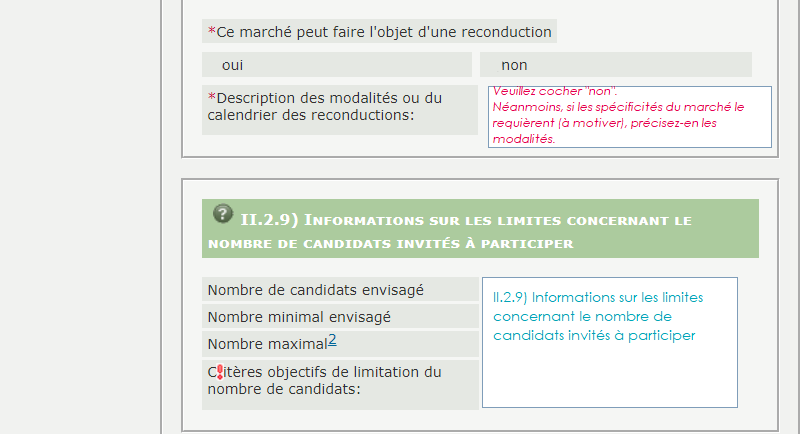 *Ce marché peut faire l'objet d'une reconduction
oui
non
*Description des modalités ou du
calendrier des reconductions:
Veuillez cocher "non".
Néanmoins, si les spécificités du marché le
requièrent (à motiver), précisez-en les
modalités.
II.2.9) Informations sur les limites concernant le
nombre de candidats invités à participer
Nombre de candidats envisagé
Nombre minimal envisagé
Nombre maximal2
Critères objectifs de limitation du
nombre de candidats:
II.2.9) Informations sur les limites
concernant le nombre de
candidats invités à participer